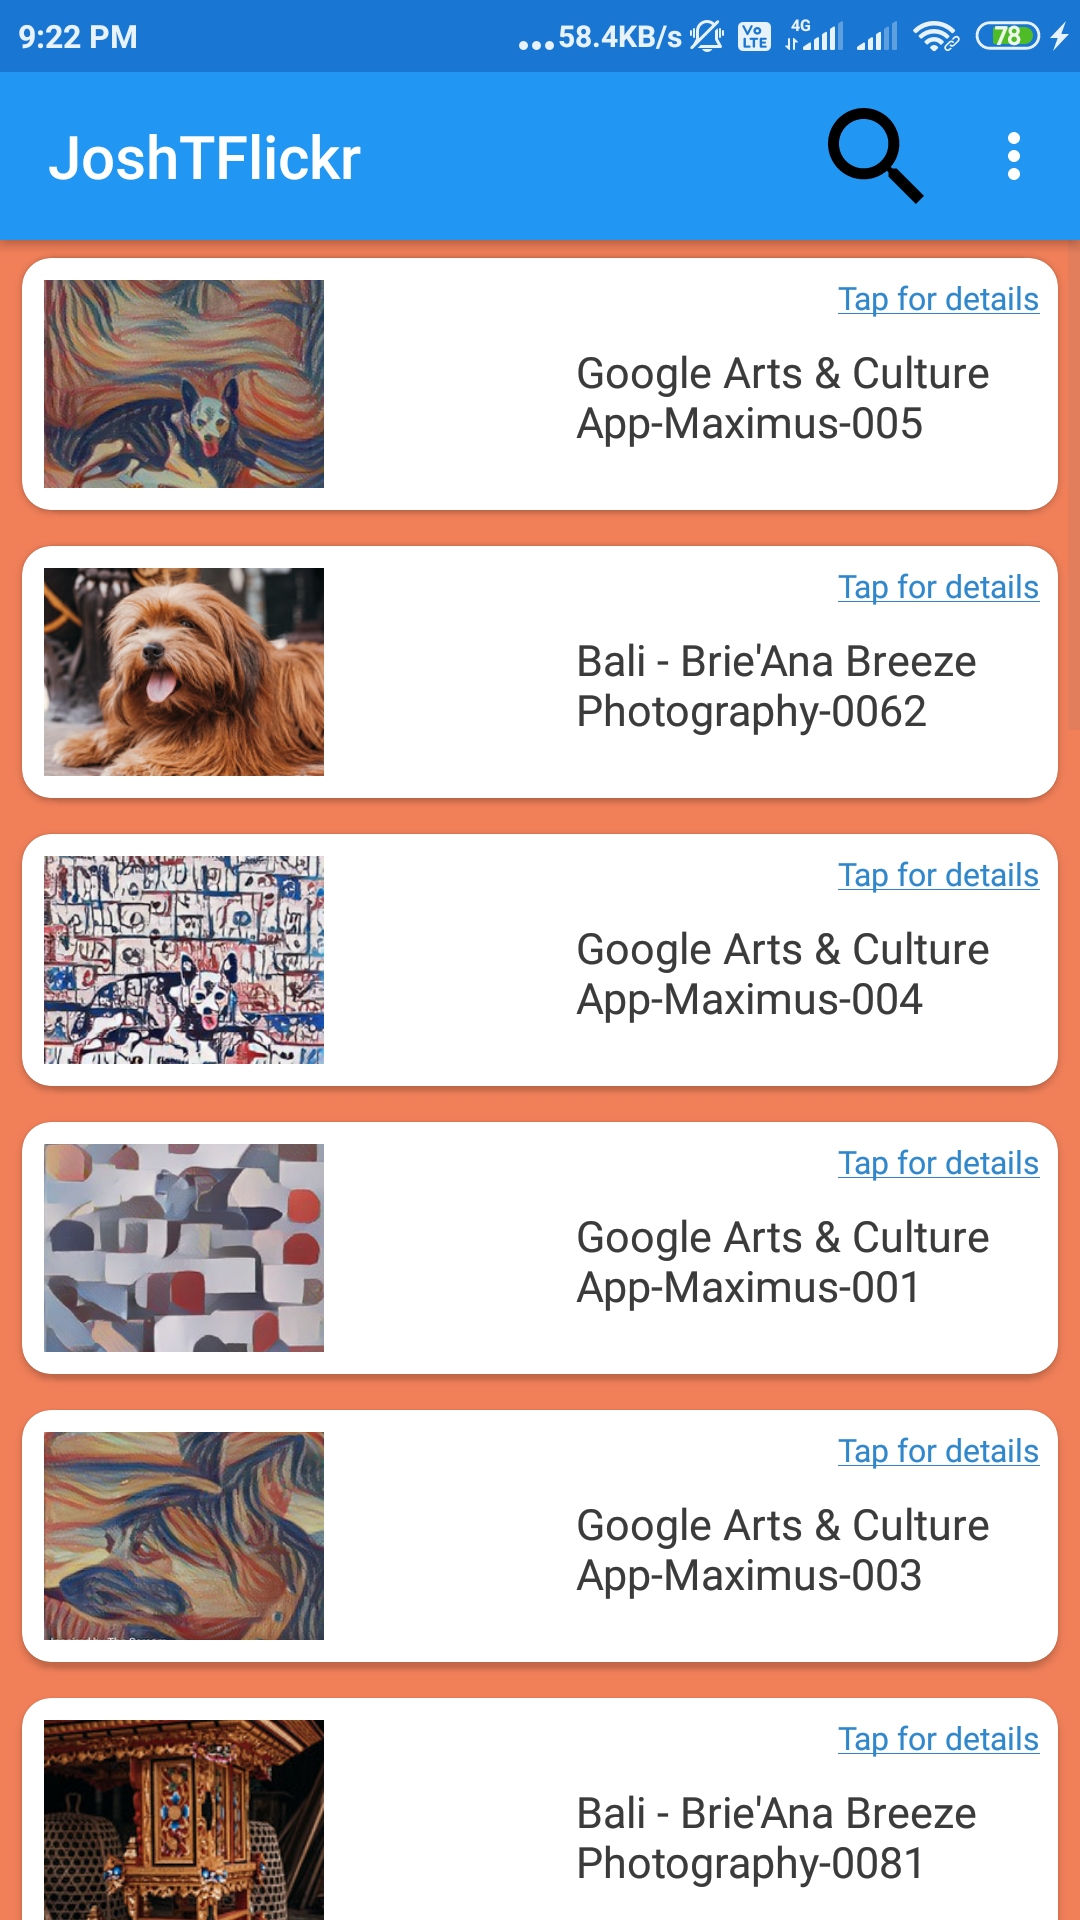 9:22 PM
...58.4KB/s
Vo
LTE
4G
78
JoshTFlickr
Tap for details
Google Arts & Culture
App-Maximus-005
Tap for details
Bali - Brie'Ana Breeze
Photography-0062
Tap for details
Google Arts & Culture
App-Maximus-004
Tap for details
Google Arts & Culture
App-Maximus-001
Tap for details
Google Arts & Culture
App-Maximus-003
Tap for details
Bali - Brie'Ana Breeze
Photography-0081